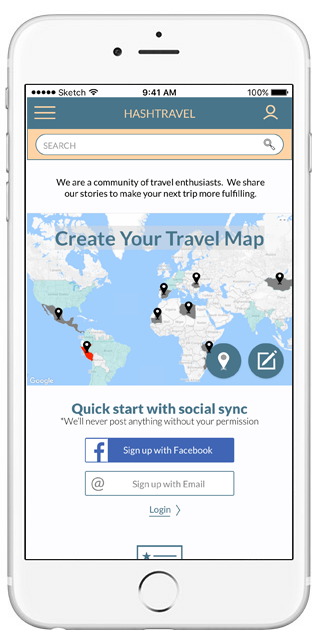 Sketch 9:41 AM 100%
HASHTRAVEL
SEARCH
We are a community of travel enthusiasts. We share
our stories to make your next trip more fulfilling.
Create Your Travel Map
Google
Quick start with social sync
*We'll never post anything without your permission
f Sign up with Facebook
@ Sign up with Email
Login >